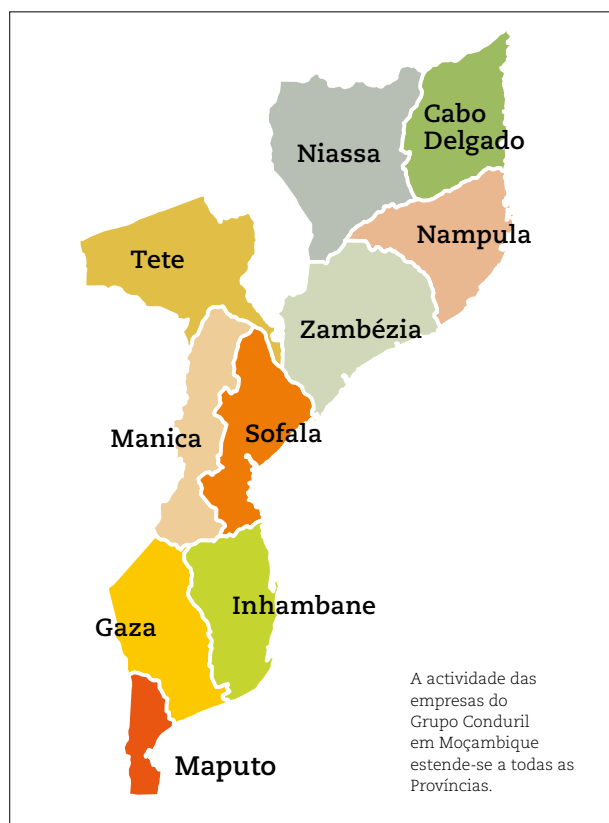 Cabo
Delgado
Niassa
Nampula
Tete
Zambézia
Manica
Sofala
Inhambane
Gaza
Maputo
A actividade das
empresas do
Grupo Conduril
em Moçambique
estende-se a todas as
Províncias.